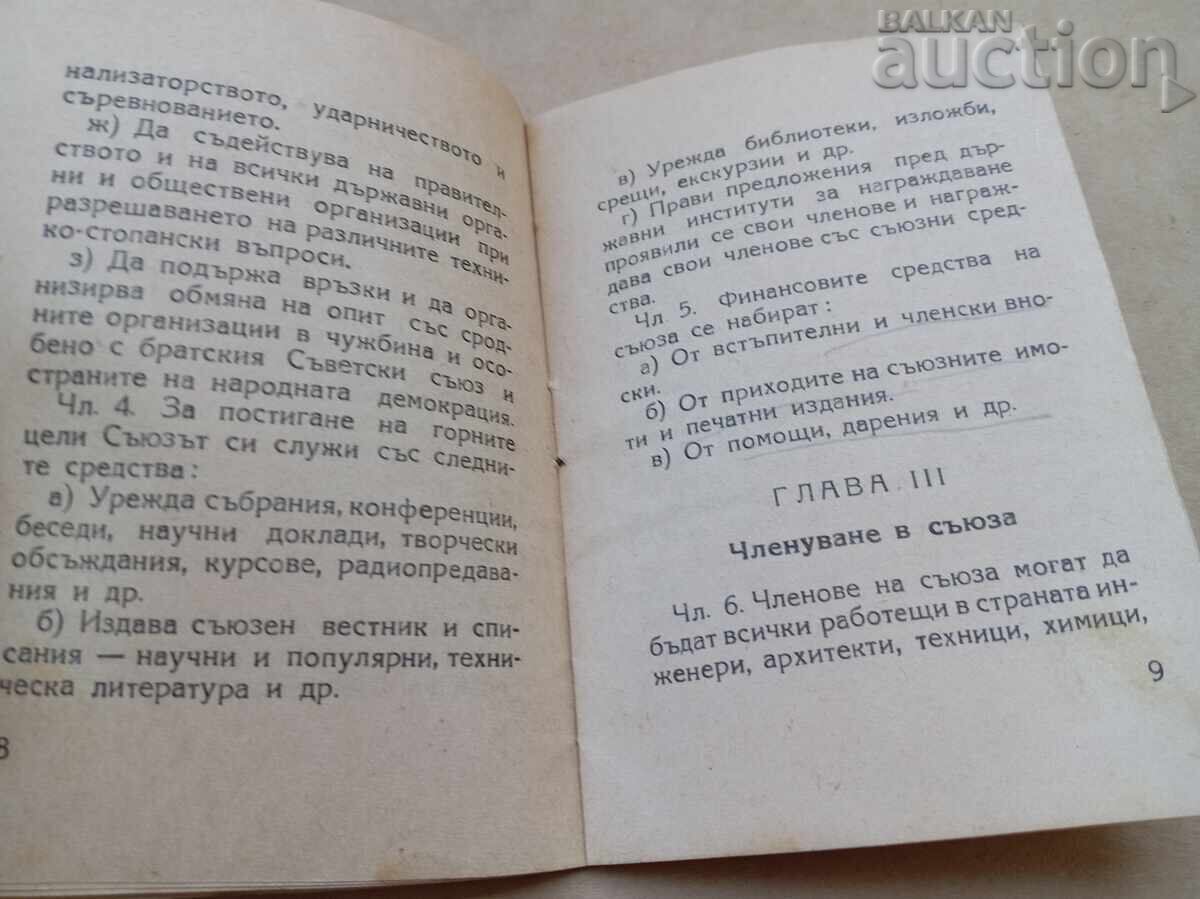 нализаторството, ударничеството и
съревнованието.
ж) Да съдействува на правител-
ството и на всички държавни орга-
ни и обществени организации при
разрешаването на различните техни-
ко-стопански въпроси.
з) Да подържа връзки и да орга-
низирва обмяна на опит със срод-
ните организации в чужбина и осо-
бено с братския Съветски съюз и
страните на народната демокрация.
Чл. 4. За постигане на горните
цели Съюзът си служи със следни-
те средства:
а) Урежда събрания, конференции,
беседи, научни доклади, творчески
обсъждания, курсове, радиопредава-
ния и др.
б) Издава съюзен вестник и спи-
сания — научни и популярни, техни-
ческа литература и др.
8
BALKAN
auction
в) Урежда библиотеки, изложби,
срещи, екскурзии и др.
г) Прави предложения пред дър-
жавни институти за награждаване
проявили се свои членове и награж-
дава свои членове със съюзни сред-
ства.
Чл. 5. Финансовите средства на
съюза се набират:
а) От встъпителни и членски вно-
ски.
б) От приходите на съюзните имо-
ти и печатни издания.
в) От помощи, дарения и др.
ГЛАВА III
Членуване в съюза
Чл. 6. Членове на съюза могат да
бъдат всички работещи в страната ин-
женери, архитекти, техници, химици,
9